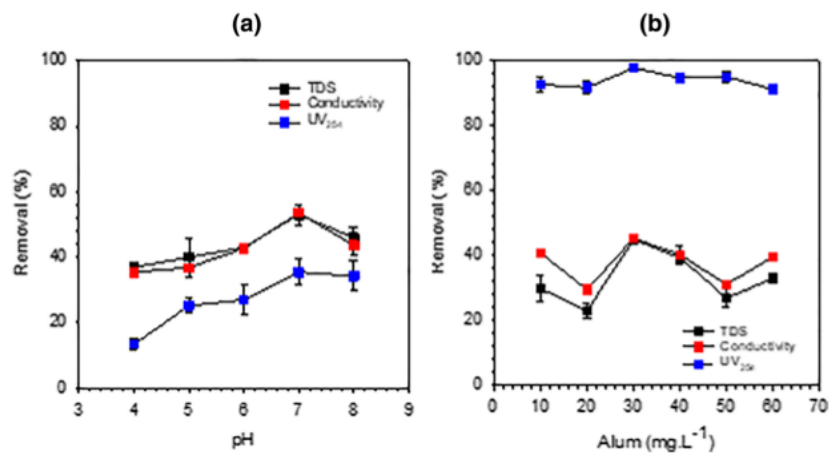 (a)
(b)
100
80
60
40
20
0
Removal (%)
TDS
Conductivity
UV₂₅₄
3 4 5 6 7 8 9
pH
100
80
60
40
20
0
Removal (%)
TDS
Conductivity
UV₂₅₄
0 10 20 30 40 50 60 70
Alum (mg.L⁻¹)